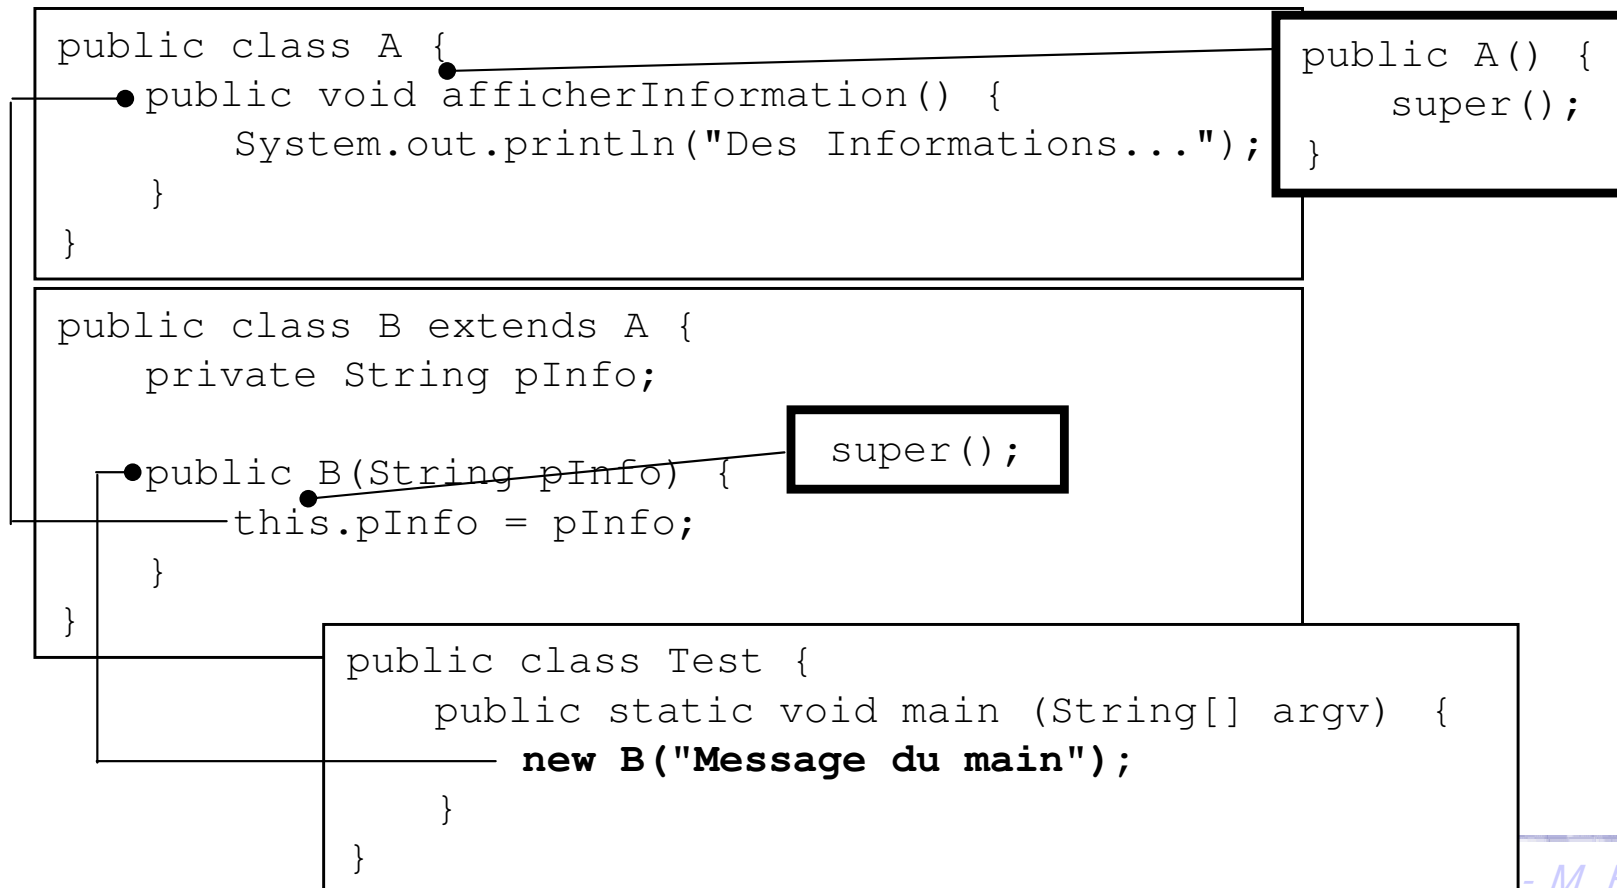 public class A {
public void afficherInformation() {
System.out.println("Des Informations...");
}
}
public A() {
super();
}
public class B extends A {
private String pInfo;
public B(String pInfo) {
this.pInfo = pInfo;
}
}
super();
public class Test {
public static void main (String[] argv) {
new B("Message du main");
}
}
- M.